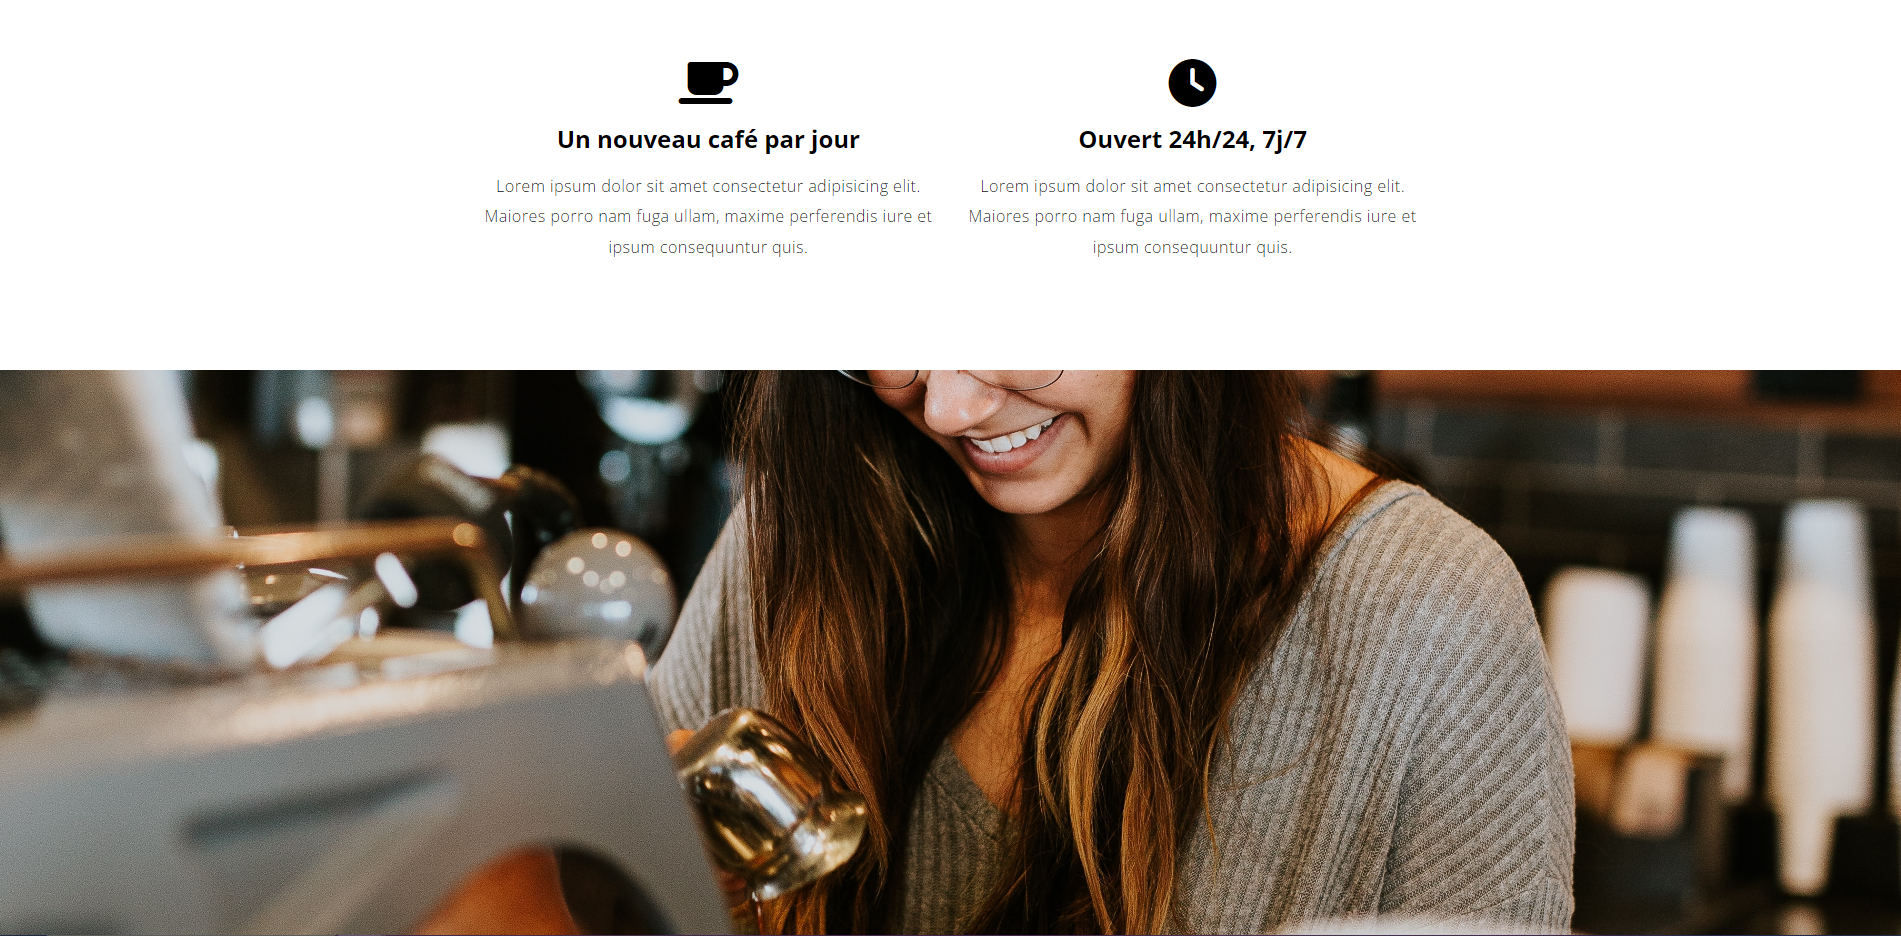 Un nouveau café par jour
Lorem ipsum dolor sit amet consectetur adipisicing elit.
Maiores porro nam fuga ullam, maxime perferendis iure et
ipsum consequuntur quis.
Ouvert 24h/24, 7j/7
Lorem ipsum dolor sit amet consectetur adipisicing elit.
Maiores porro nam fuga ullam, maxime perferendis iure et
ipsum consequuntur quis.